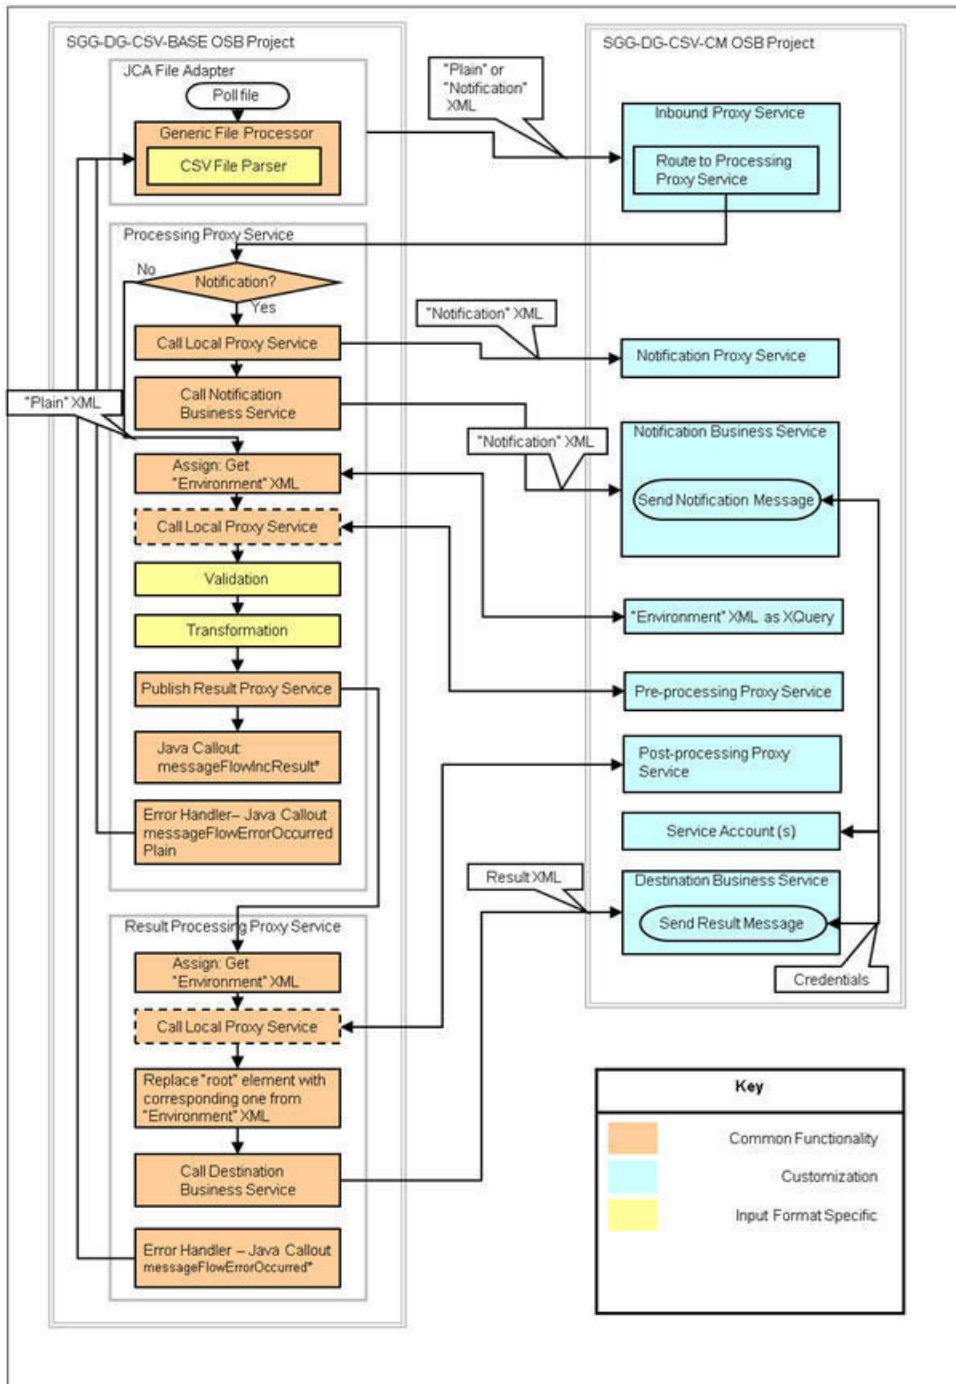 SGG-DG-CSV-BASE OSB Project
JCA File Adapter
Poll file
Generic File Processor
CSV File Parser
"Plain" or
"Notification"
XML
SGG-DG-CSV-CM OSB Project
Inbound Proxy Service
Route to Processing
Proxy Service
Processing Proxy Service
No
Notification?
Yes
Call Local Proxy Service
"Notification" XML
Notification Proxy Service
Call Notification
Business Service
"Plain" XML
"Notification" XML
Notification Business Service
Send Notification Message
Assign: Get
"Environment" XML
Call Local Proxy Service
Validation
Transformation
"Environment" XML as XQuery
Publish Result Proxy Service
Pre-processing Proxy Service
Java Callout:
messageFlowIncResult*
Post-processing Proxy
Service
Error Handler– Java Callout
messageFlowErrorOccurred
Plain
Service Account (s)
Result XML
Destination Business Service
Send Result Message
Credentials
Result Processing Proxy Service
Assign: Get
"Environment" XML
Call Local Proxy Service
Replace "root" element with
corresponding one from
"Environment" XML
Call Destination
Business Service
Error Handler – Java Callout
messageFlowErrorOccurred*
Key
Common Functionality
Customization
Input Format Specific